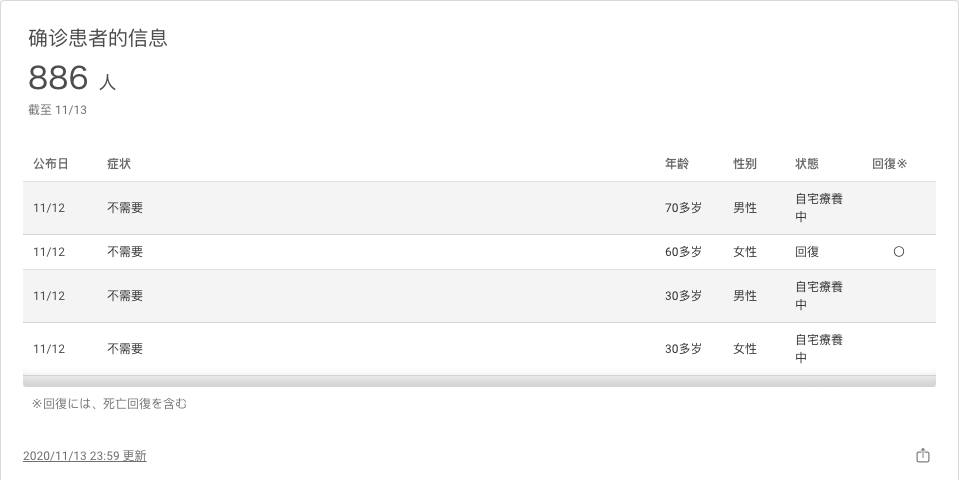 确诊患者的信息
886 人
截至 11/13
公布日 症状 年龄 性别 状態 回復※
11/12 不需要 70多岁 男性 自宅療養
中
11/12 不需要 60多岁 女性 回復 〇
11/12 不需要 30多岁 男性 自宅療養
中
11/12 不需要 30多岁 女性 自宅療養
中
※回復には、死亡回復を含む
2020/11/13 23:59 更新